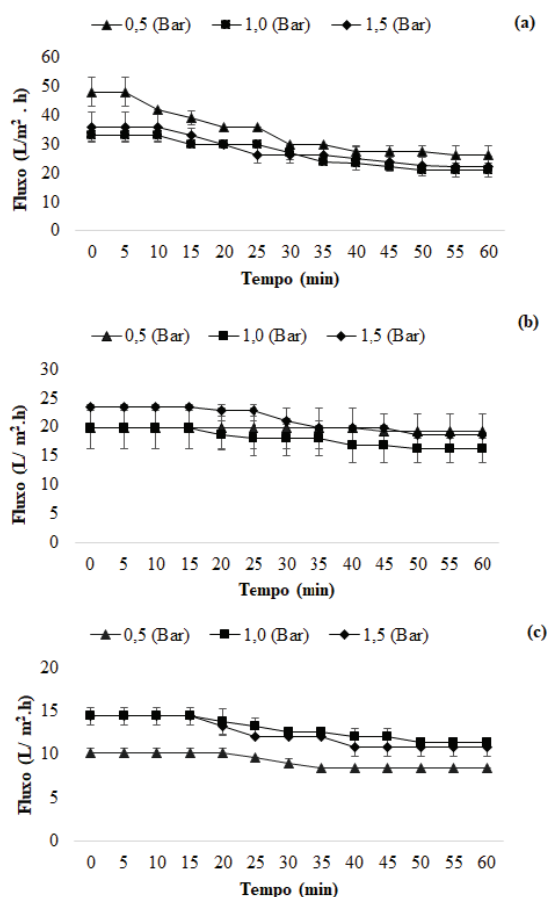 0,5 (Bar) 1,0 (Bar) 1,5 (Bar) (a)
Fluxo (L/m² . h)
60
50
40
30
20
10
0
0 5 10 15 20 25 30 35 40 45 50 55 60
Tempo (min)
(b)
0,5 (Bar) 1,0 (Bar) 1,5 (Bar)
Fluxo (L/ m².h)
30
25
20
15
10
5
0
0 5 10 15 20 25 30 35 40 45 50 55 60
Tempo (min)
0,5 (Bar) 1,0 (Bar) 1,5 (Bar) (c)
Fluxo (L/ m².h)
20
15
10
5
0
0 5 10 15 20 25 30 35 40 45 50 55 60
Tempo (min)